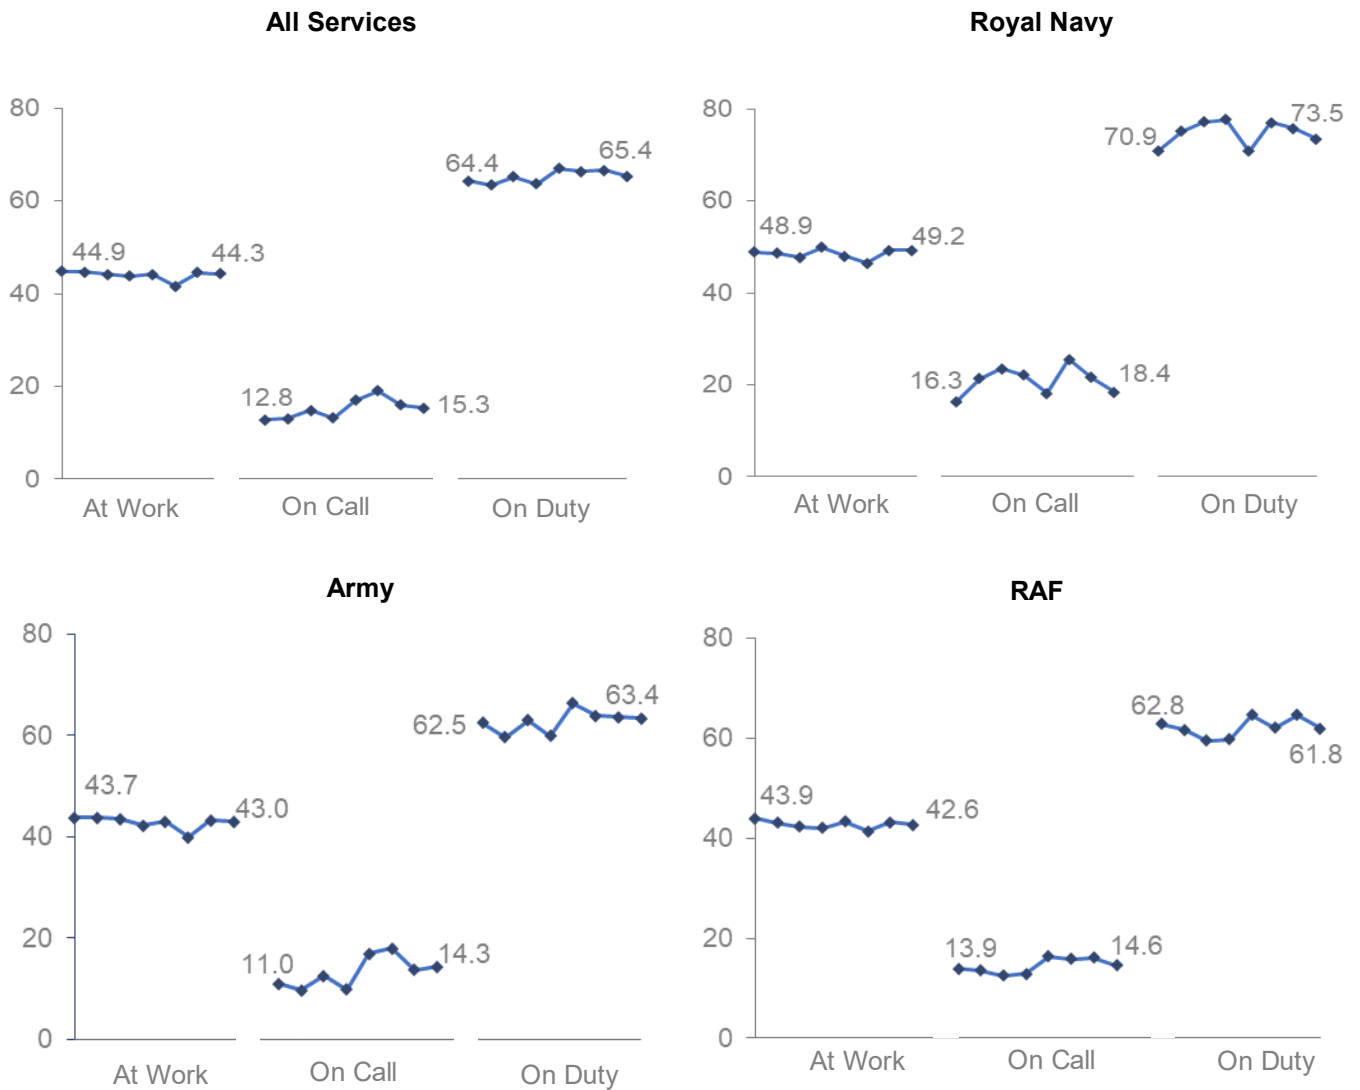 All Services
80
60
40
20
0
44.9
44.3
12.8
15.3
64.4
65.4
At Work
On Call
On Duty
Royal Navy
80
60
40
20
0
48.9
49.2
16.3
18.4
70.9
73.5
At Work
On Call
On Duty
Army
80
60
40
20
0
43.7
43.0
11.0
14.3
62.5
63.4
At Work
On Call
On Duty
RAF
80
60
40
20
0
43.9
42.6
13.9
14.6
62.8
61.8
At Work
On Call
On Duty